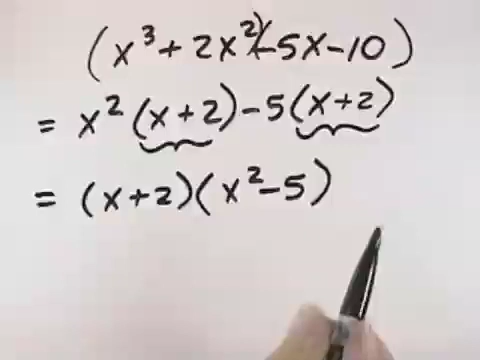 (x³ + 2x²)(-5x - 10)
= x²(x + 2) - 5(x + 2)
= (x + 2)(x² - 5)